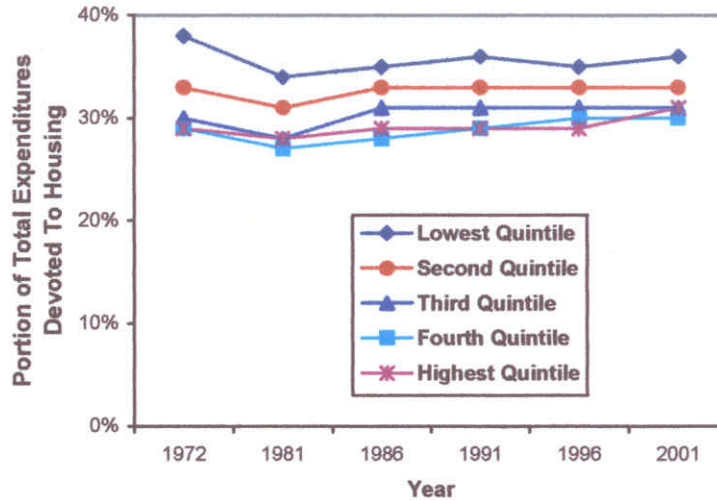 Portion of Total Expenditures
Devoted To Housing
40%
30%
20%
10%
0%
Lowest Quintile
Second Quintile
Third Quintile
Fourth Quintile
Highest Quintile
1972 1981 1986 1991 1996 2001
Year